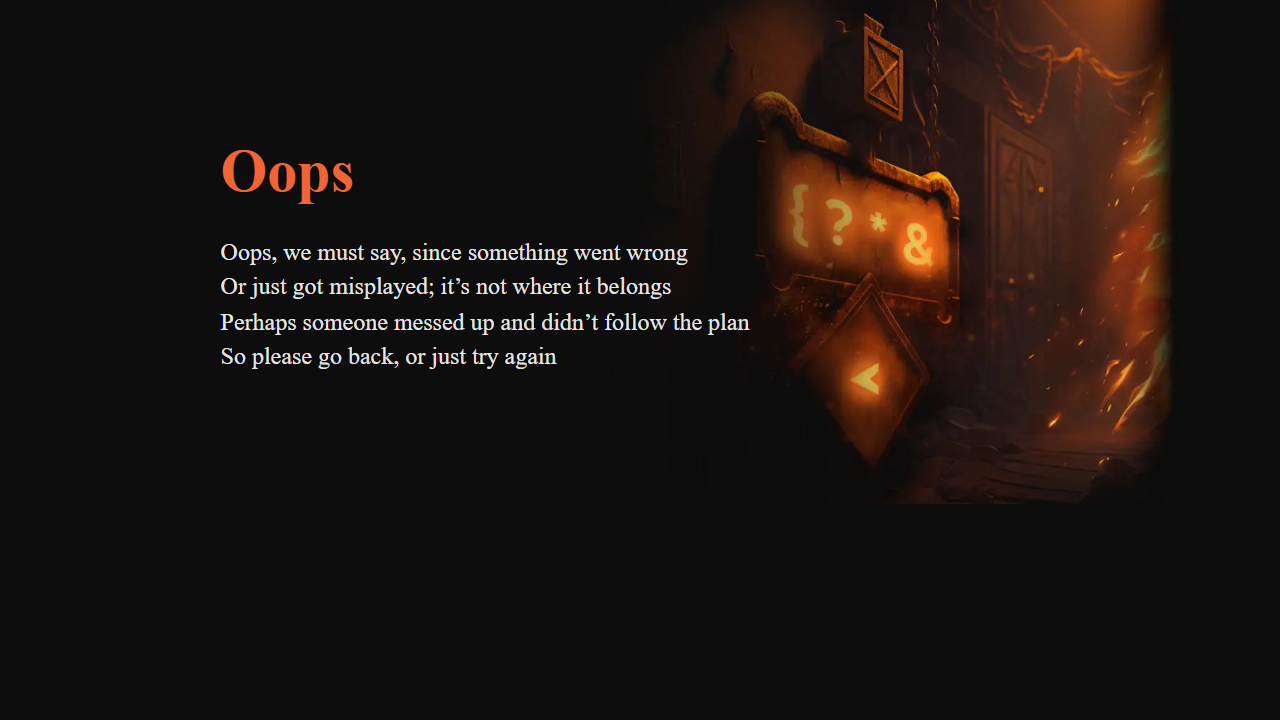 Oops
Oops, we must say, since something went wrong
Or just got misplayed; it’s not where it belongs
Perhaps someone messed up and didn’t follow the plan
So please go back, or just try again
{?*&
<